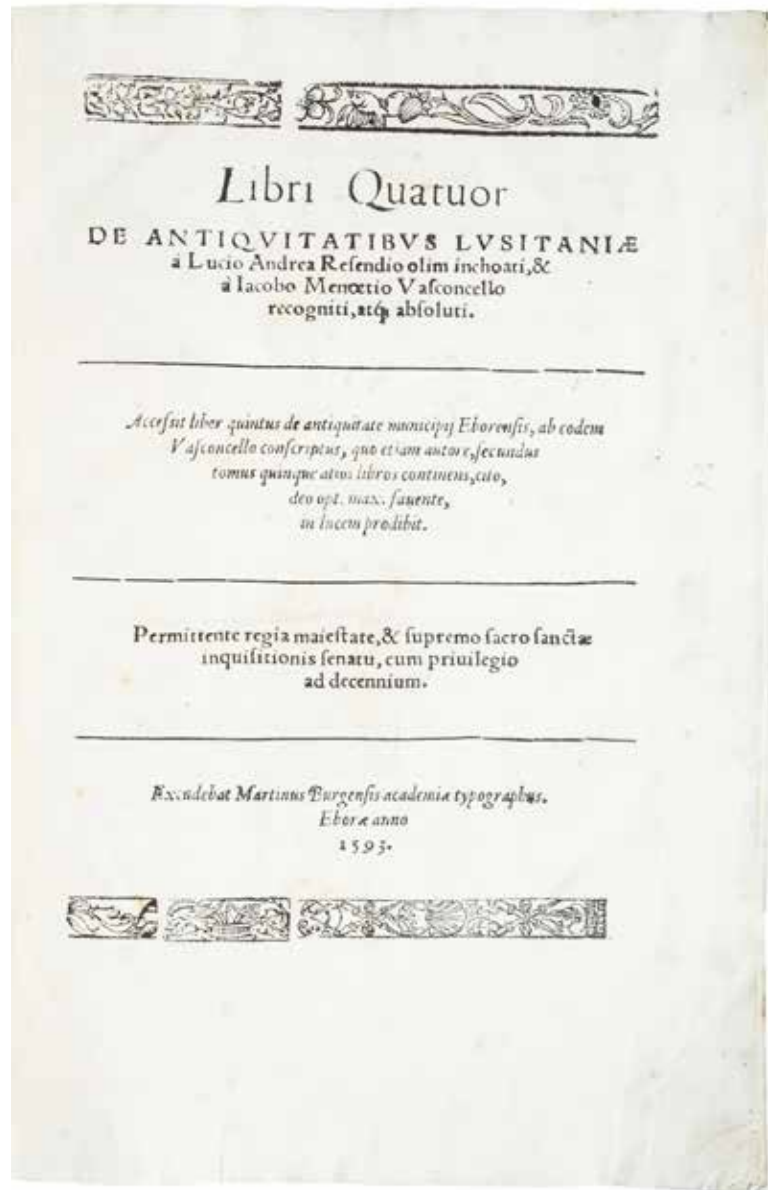 Libri Quatuor
DE ANTIQVITATIBVS LVSITANIÆ
à Lucio Andrea Reſendio olim inchoati, &
à Iacobo Menœtio Vaſconcello
recogniti, atq; abſoluti.
Acceſsit liber quintus de antiquitate municipij Eborenſis, ab eodem
Vaſconcello conſcriptus, quo etiam autore, ſecundus
tomus quinque alios libros continens, cito,
deo opt. max. fauente,
in lucem prodibit.
Permittente regia maieſtate, & ſupremo ſacro ſanctæ
inquiſitionis ſenatu, cum priuilegio
ad decennium.
Excudebat Martinus Burgenſis academiæ typographus.
Eboræ anno
1593.